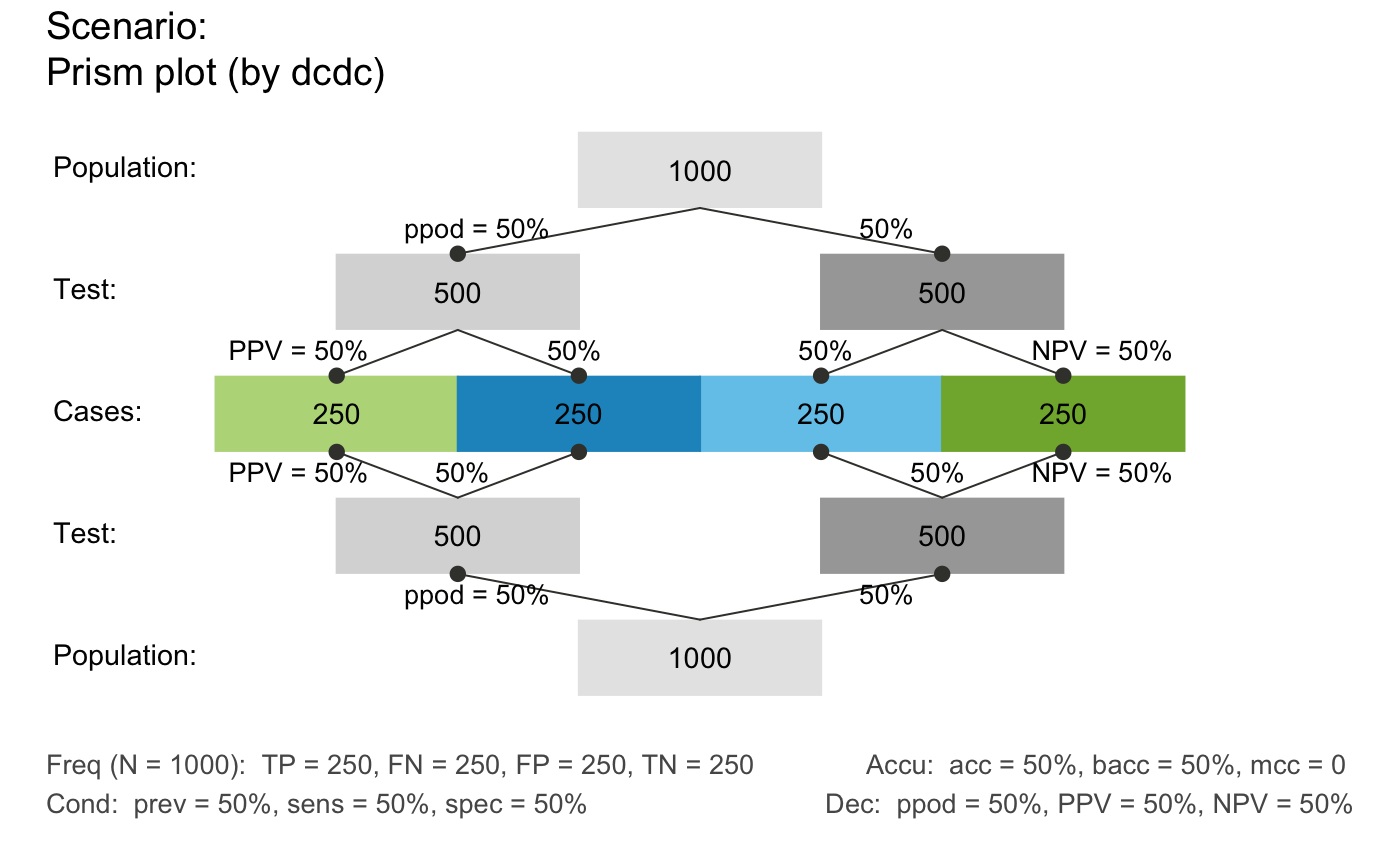 Scenario:
Prism plot (by dcdc)
Population:
1000
ppod = 50%
50%
Test:
500
500
PPV = 50%
50%
50%
NPV = 50%
Cases:
250
250
250
250
PPV = 50%
50%
50%
NPV = 50%
Test:
500
500
ppod = 50%
50%
Population:
1000
Freq (N = 1000):  TP = 250, FN = 250, FP = 250, TN = 250
Accu:  acc = 50%, bacc = 50%, mcc = 0
Cond:  prev = 50%, sens = 50%, spec = 50%
Dec:  ppod = 50%, PPV = 50%, NPV = 50%